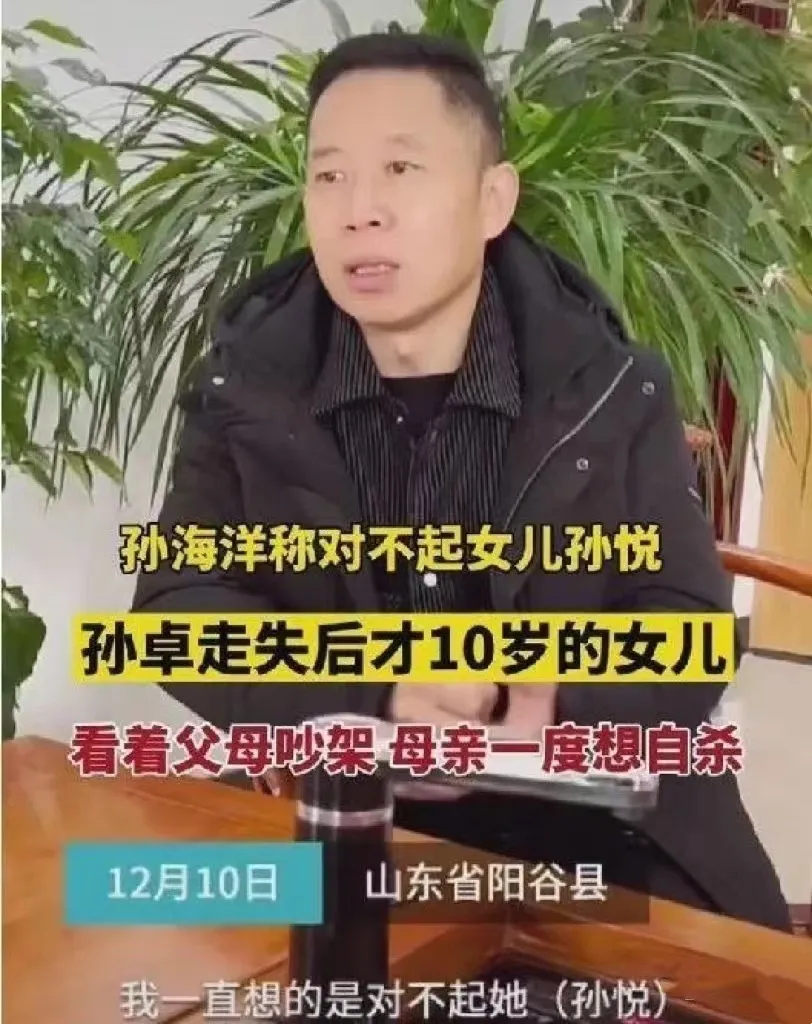 孙海洋称对不起女儿孙悦
孙卓走失后才10岁的女儿
看着父母吵架 母亲一度想自杀
12月10日 山东省阳谷县
我一直想的是对不起她（孙悦）